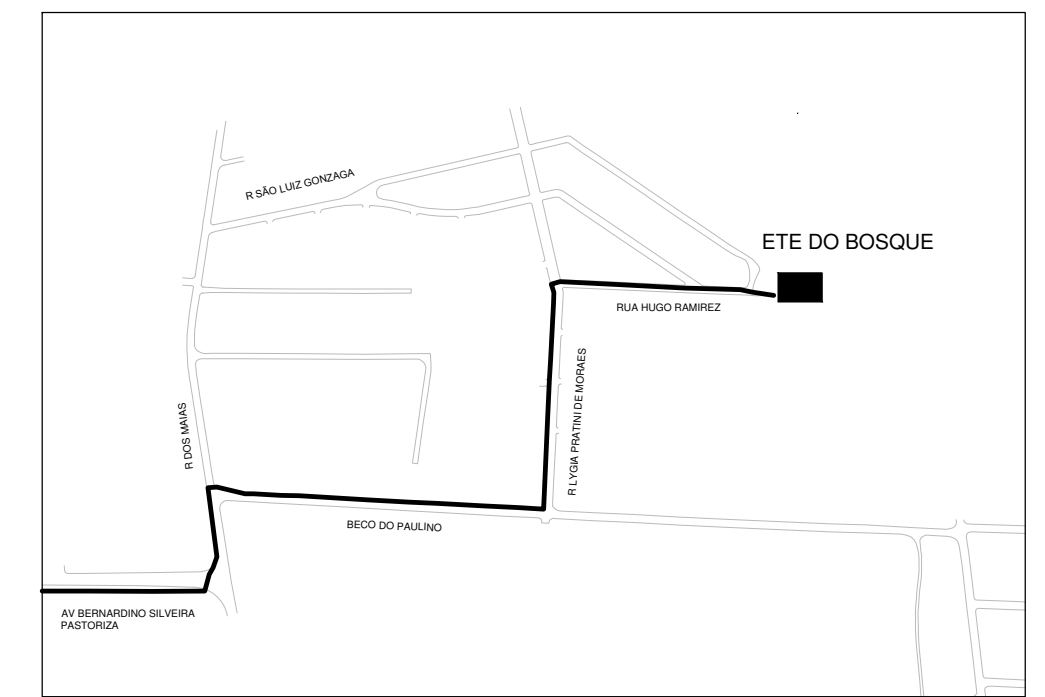 R SÃO LUIZ GONZAGA
ETE DO BOSQUE
RUA HUGO RAMIREZ
R LYGIA PRATINI DE MORAES
R DOS MAIAS
BECO DO PAULINO
AV BERNARDINO SILVEIRA
PASTORIZA